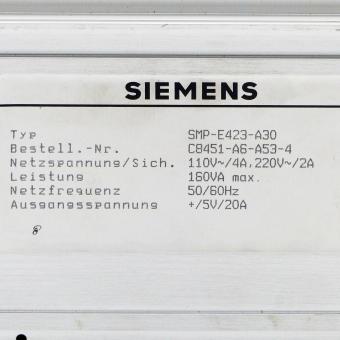 SIEMENS
Typ SMP-E423-A30
Bestell.-Nr. C8451-A6-A53-4
Netzspannung/Sich. 110V~/4A,220V~/2A
Leistung 160VA max.
Netzfrequenz 50/60Hz
Ausgangsspannung +/5V/20A